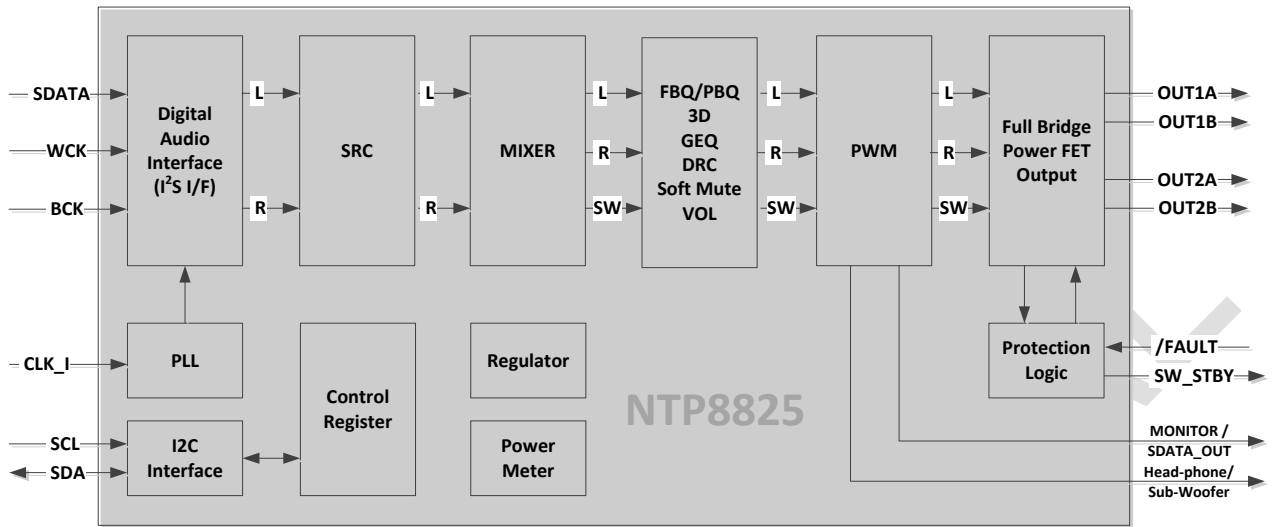 SDATA
WCK
BCK
Digital
Audio
Interface
(I²S I/F)
L
R
SRC
L
R
MIXER
L
R
SW
FBQ/PBQ
3D
GEQ
DRC
Soft Mute
VOL
L
R
SW
PWM
L
R
SW
Full Bridge
Power FET
Output
OUT1A
OUT1B
OUT2A
OUT2B
CLK_I
PLL
Control
Register
Regulator
Protection
Logic
/FAULT
SW_STBY
NTP8825
SCL
SDA
I2C
Interface
Power
Meter
MONITOR /
SDATA_OUT
Head-phone/
Sub-Woofer